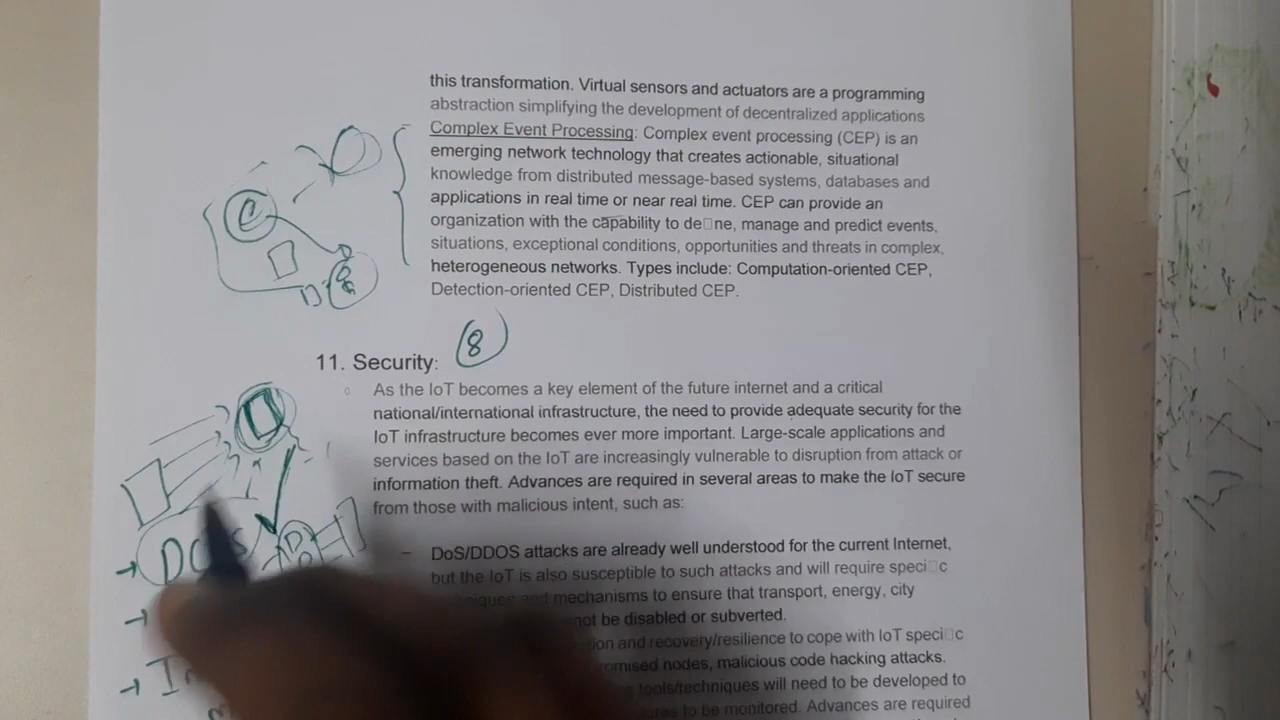 this transformation. Virtual sensors and actuators are a programming
abstraction simplifying the development of decentralized applications
Complex Event Processing: Complex event processing (CEP) is an
emerging network technology that creates actionable, situational
knowledge from distributed message-based systems, databases and
applications in real time or near real time. CEP can provide an
organization with the capability to de□ne, manage and predict events,
situations, exceptional conditions, opportunities and threats in complex,
heterogeneous networks. Types include: Computation-oriented CEP,
Detection-oriented CEP, Distributed CEP.
C
8
11. Security:
As the IoT becomes a key element of the future internet and a critical
national/international infrastructure, the need to provide adequate security for the
IoT infrastructure becomes ever more important. Large-scale applications and
services based on the IoT are increasingly vulnerable to disruption from attack or
information theft. Advances are required in several areas to make the IoT secure
from those with malicious intent, such as:
– DoS/DDOS attacks are already well understood for the current Internet,
but the IoT is also susceptible to such attacks and will require speci□c
and mechanisms to ensure that transport, energy, city
not be disabled or subverted.
and recovery/resilience to cope with IoT speci□c
nodes, malicious code hacking attacks.
tools/techniques will need to be developed to
to be monitored. Advances are required